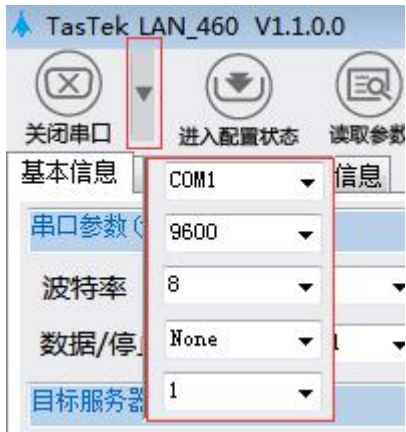 TasTek LAN_460 V1.1.0.0
关闭串口 进入配置状态 读取参数
基本信息 信息
COM1
串口参数(
9600
波特率
8
数据/停
None
目标服务器
1